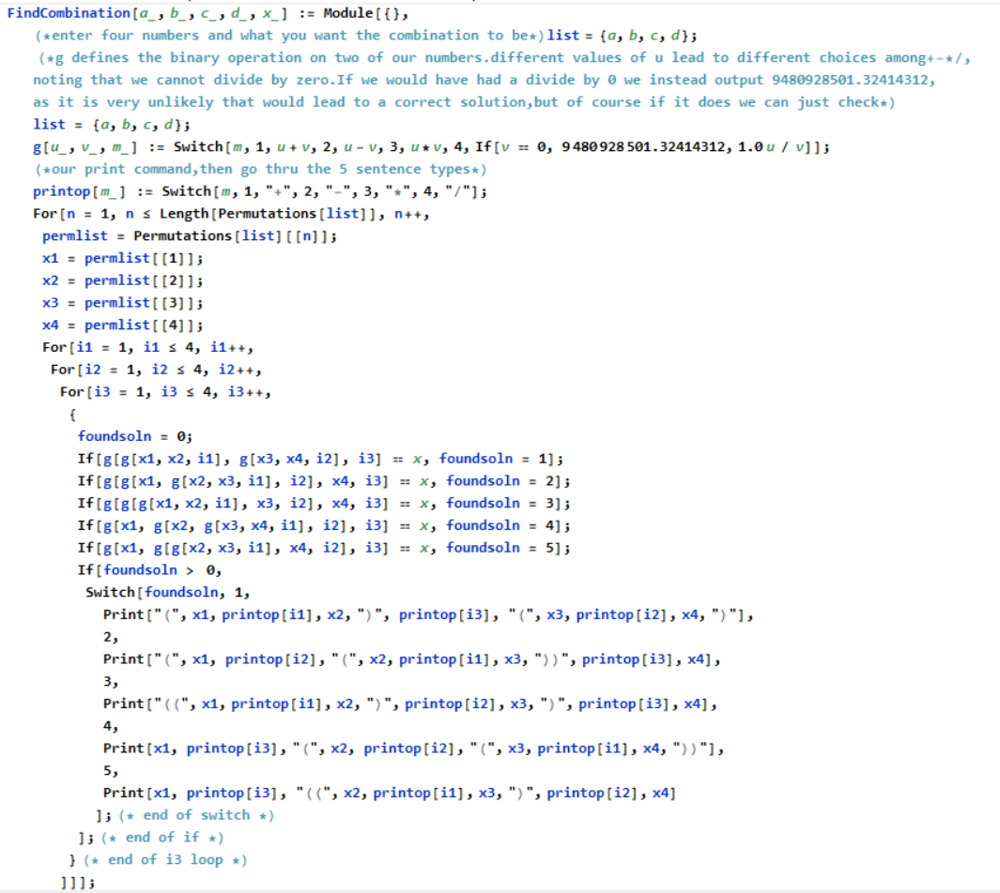 FindCombination[a_, b_, c_, d_, x_] := Module[{},
(*enter four numbers and what you want the combination to be*)list = {a, b, c, d};
(*g defines the binary operation on two of our numbers.different values of u lead to different choices among+-*/,
noting that we cannot divide by zero.If we would have had a divide by 0 we instead output 9480928501.32414312,
as it is very unlikely that would lead to a correct solution,but of course if it does we can just check*)
list = {a, b, c, d};
g[u_, v_, m_] := Switch[m, 1, u + v, 2, u - v, 3, u * v, 4, If[v == 0, 9480928501.32414312, 1.0 u / v]];
(*our print command,then go thru the 5 sentence types*)
printop[m_] := Switch[m, 1, "+", 2, "-", 3, "*", 4, "/"];
For[n = 1, n ≤ Length[Permutations[list]], n++,
permlist = Permutations[list][[n]];
x1 = permlist[[1]];
x2 = permlist[[2]];
x3 = permlist[[3]];
x4 = permlist[[4]];
For[i1 = 1, i1 ≤ 4, i1++,
For[i2 = 1, i2 ≤ 4, i2++,
For[i3 = 1, i3 ≤ 4, i3++,
{
foundsoln = 0;
If[g[g[x1, x2, i1], g[x3, x4, i2], i3] == x, foundsoln = 1];
If[g[g[x1, g[x2, x3, i1], i2], x4, i3] == x, foundsoln = 2];
If[g[g[g[x1, x2, i1], x3, i2], x4, i3] == x, foundsoln = 3];
If[g[x1, g[x2, g[x3, x4, i1], i2], i3] == x, foundsoln = 4];
If[g[x1, g[g[x2, x3, i1], x4, i2], i3] == x, foundsoln = 5];
If[foundsoln > 0,
Switch[foundsoln, 1,
Print["(", x1, printop[i1], x2, ")", printop[i3], "(", x3, printop[i2], x4, ")"],
2,
Print["(", x1, printop[i2], "(", x2, printop[i1], x3, "))", printop[i3], x4],
3,
Print["((", x1, printop[i1], x2, ")", printop[i2], x3, ")", printop[i3], x4],
4,
Print[x1, printop[i3], "(", x2, printop[i2], "(", x3, printop[i1], x4, "))"],
5,
Print[x1, printop[i3], "((", x2, printop[i1], x3, ")", printop[i2], x4]
]; (* end of switch *)
]; (* end of if *)
} (* end of i3 loop *)
]]]];